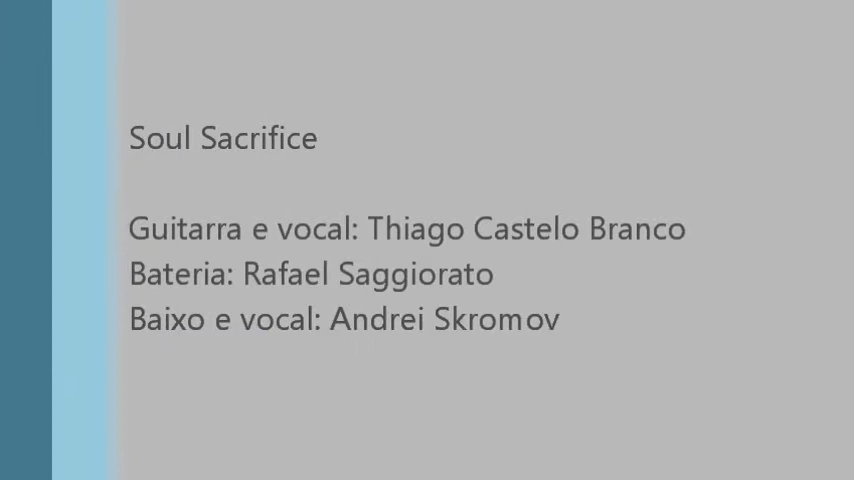 Soul Sacrifice
Guitarra e vocal: Thiago Castelo Branco
Bateria: Rafael Saggiorato
Baixo e vocal: Andrei Skromov